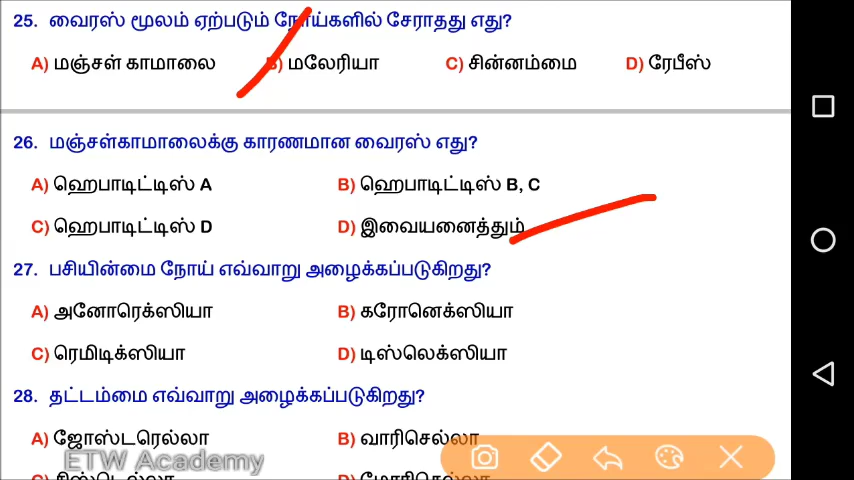 25. வைரஸ் மூலம் ஏற்படும் நோய்களில் சேராதது எது?
A) மஞ்சள் காமாலை B) மலேரியா C) சின்னம்மை D) ரேபீஸ்
26. மஞ்சள்காமாலைக்கு காரணமான வைரஸ் எது?
A) ஹெபாடிட்டிஸ் A B) ஹெபாடிட்டிஸ் B, C
C) ஹெபாடிட்டிஸ் D D) இவையனைத்தும்
27. பசியின்மை நோய் எவ்வாறு அழைக்கப்படுகிறது?
A) அனோரெக்ஸியா B) கரோனெக்ஸியா
C) ரெமிடிக்ஸியா D) டிஸ்லெக்ஸியா
28. தட்டம்மை எவ்வாறு அழைக்கப்படுகிறது?
A) ஜோஸ்டரெல்லா B) வாரிசெல்லா
ETW Academy